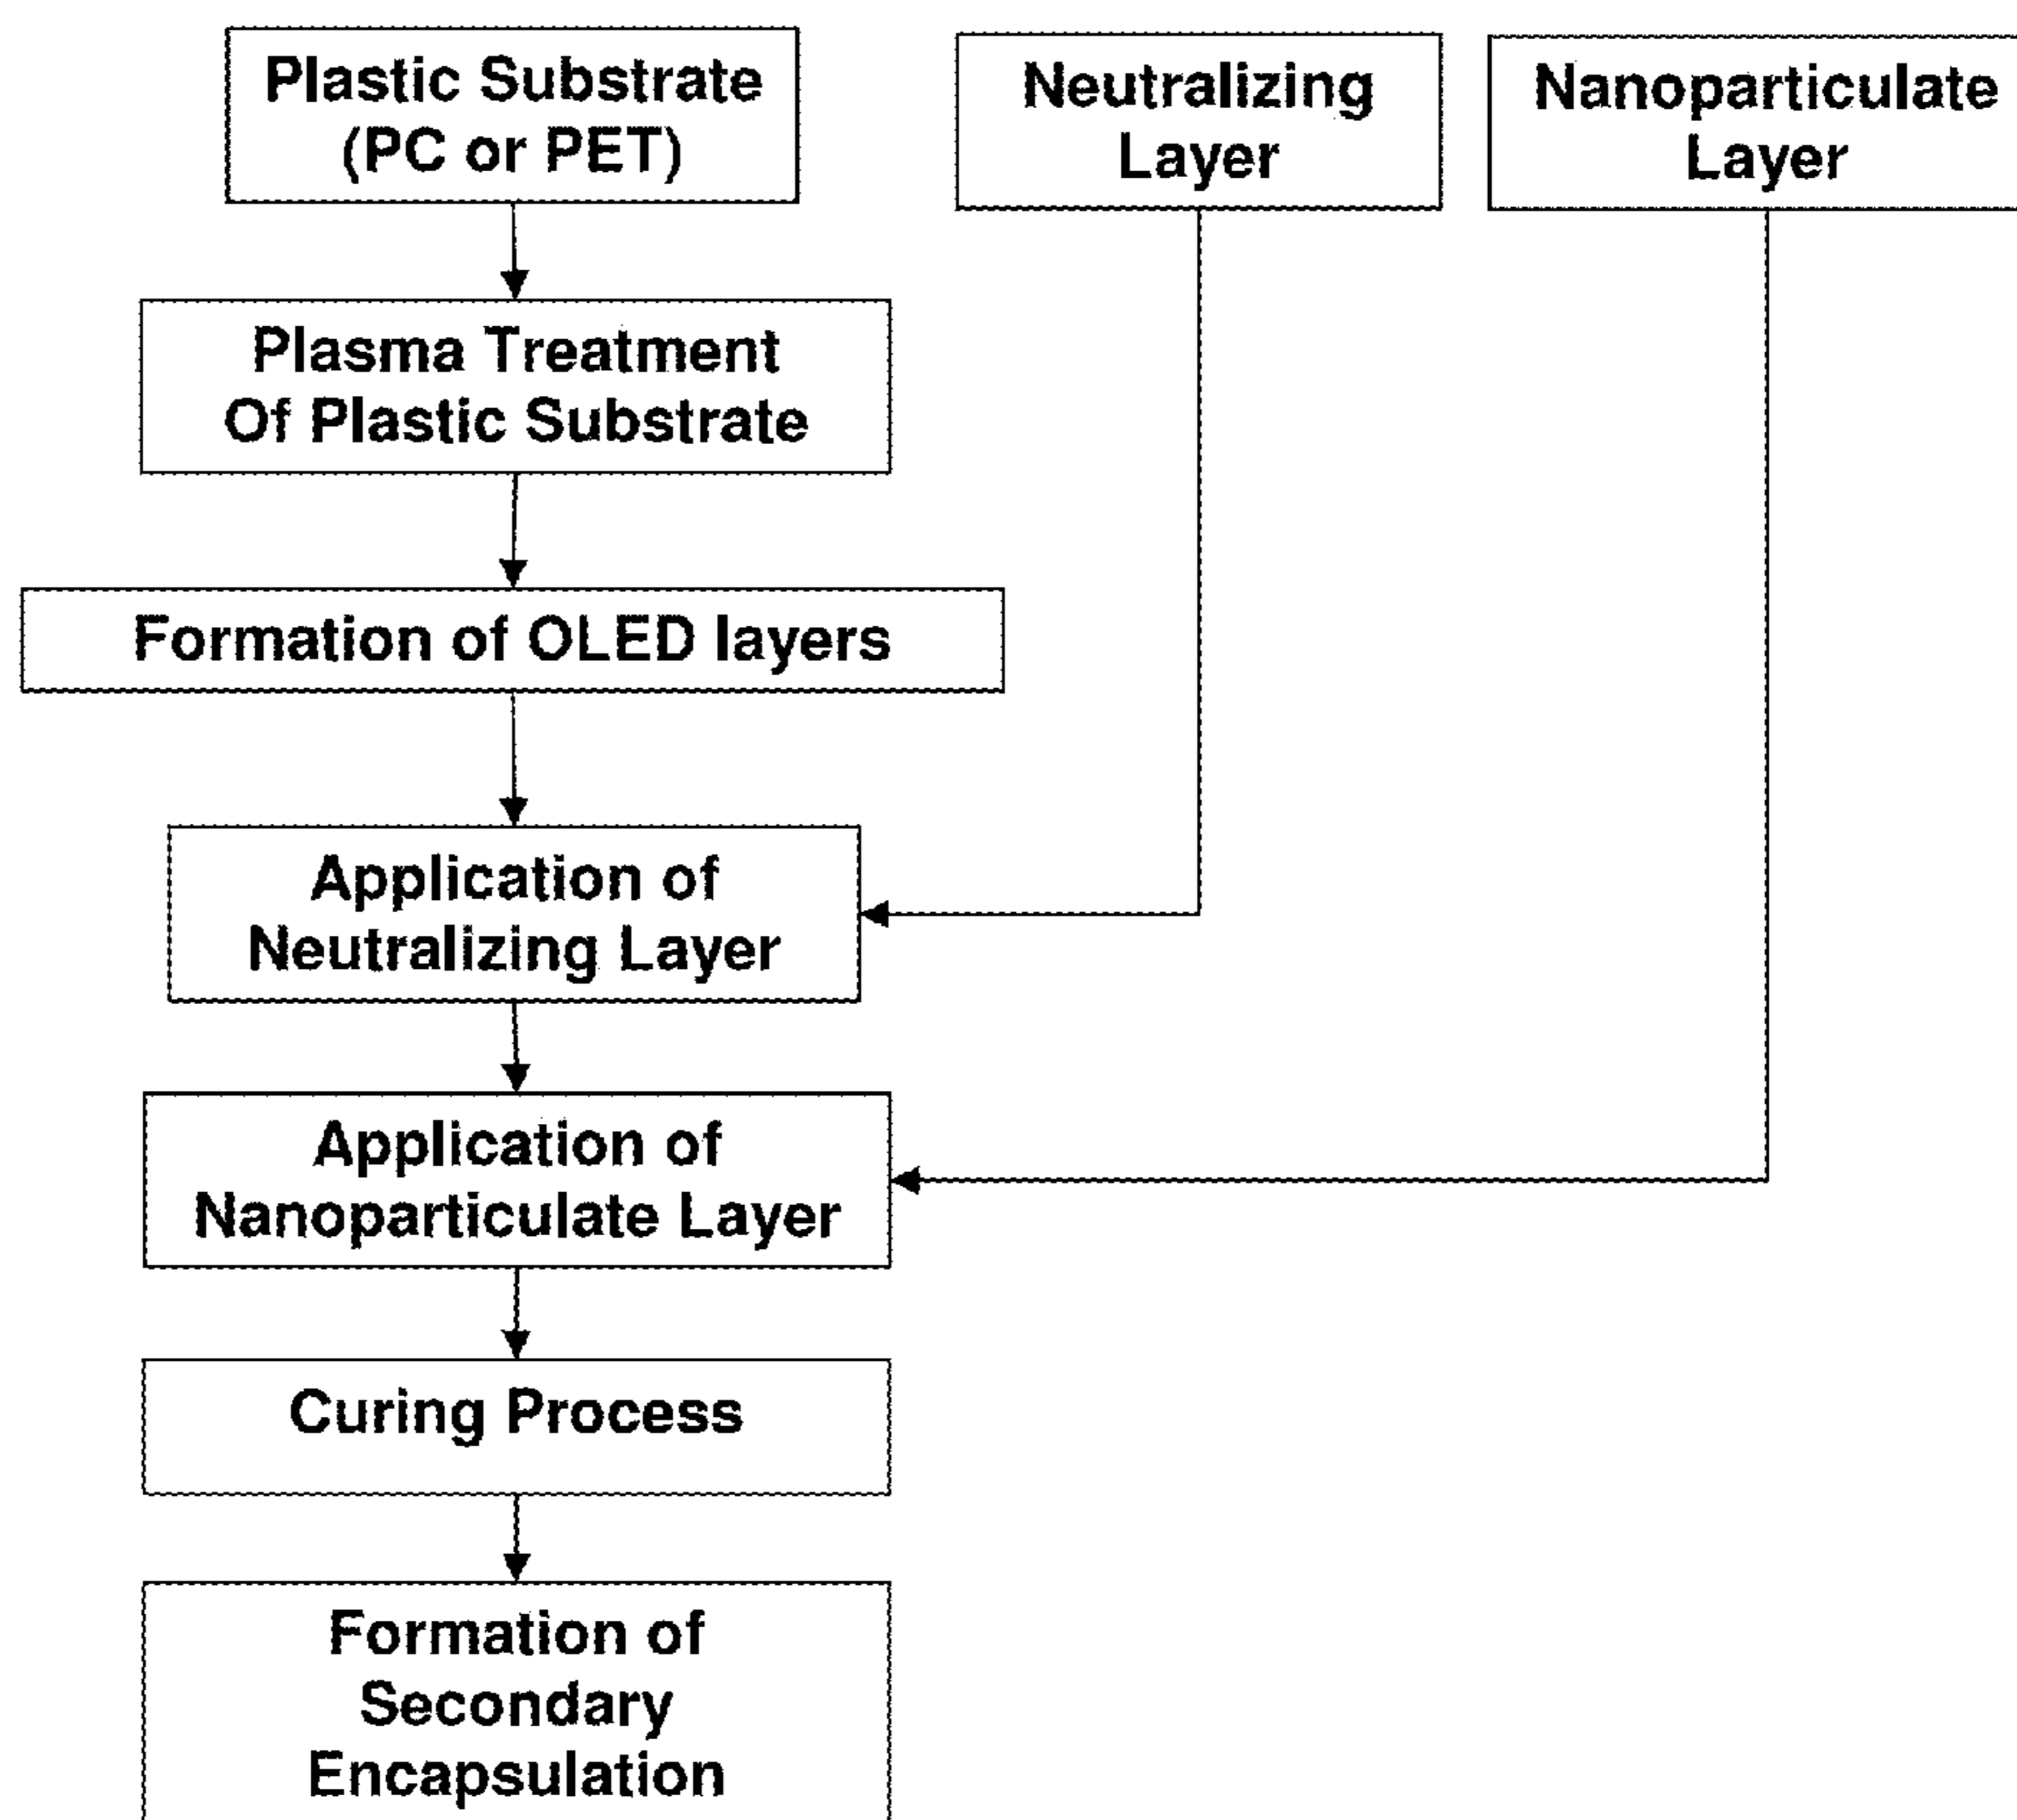 Plastic Substrate
(PC or PET)
Neutralizing
Layer
Nanoparticulate
Layer
Plasma Treatment
Of Plastic Substrate
Formation of OLED layers
Application of
Neutralizing Layer
Application of
Nanoparticulate Layer
Curing Process
Formation of
Secondary
Encapsulation